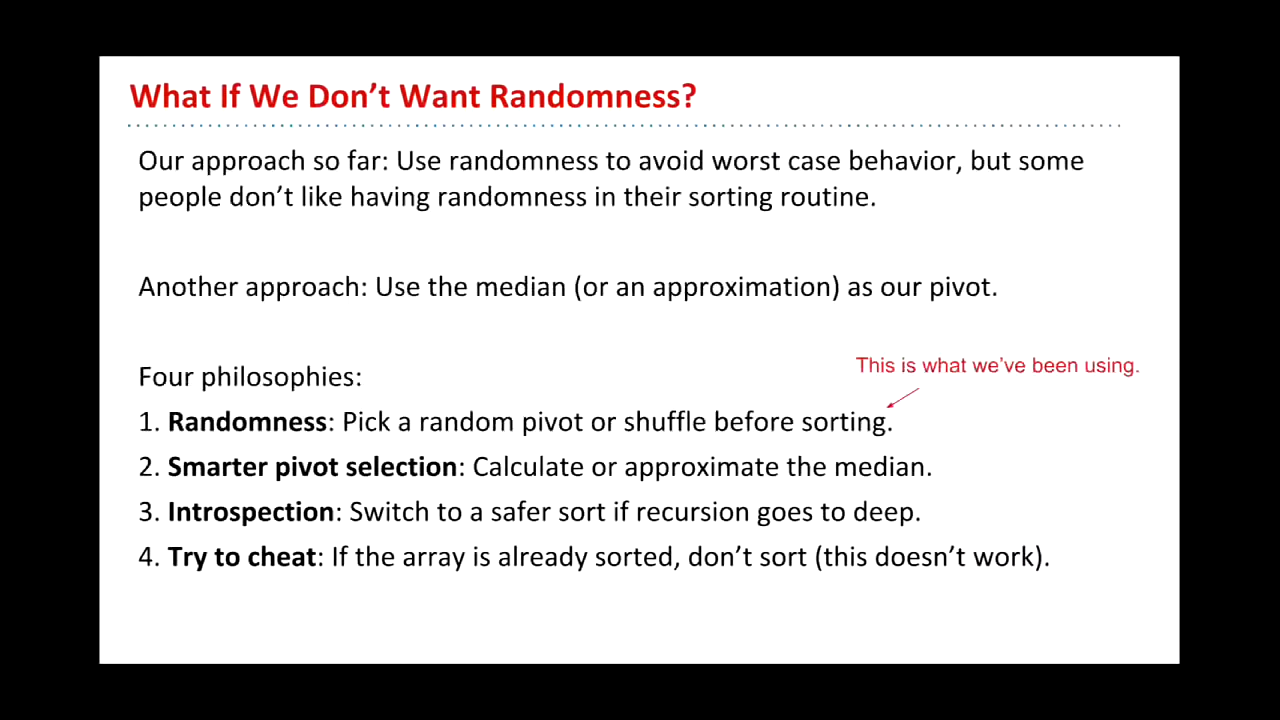 What If We Don't Want Randomness?
Our approach so far: Use randomness to avoid worst case behavior, but some
people don't like having randomness in their sorting routine.
Another approach: Use the median (or an approximation) as our pivot.
This is what we've been using.
Four philosophies:
1. Randomness: Pick a random pivot or shuffle before sorting.
2. Smarter pivot selection: Calculate or approximate the median.
3. Introspection: Switch to a safer sort if recursion goes to deep.
4. Try to cheat: If the array is already sorted, don't sort (this doesn't work).